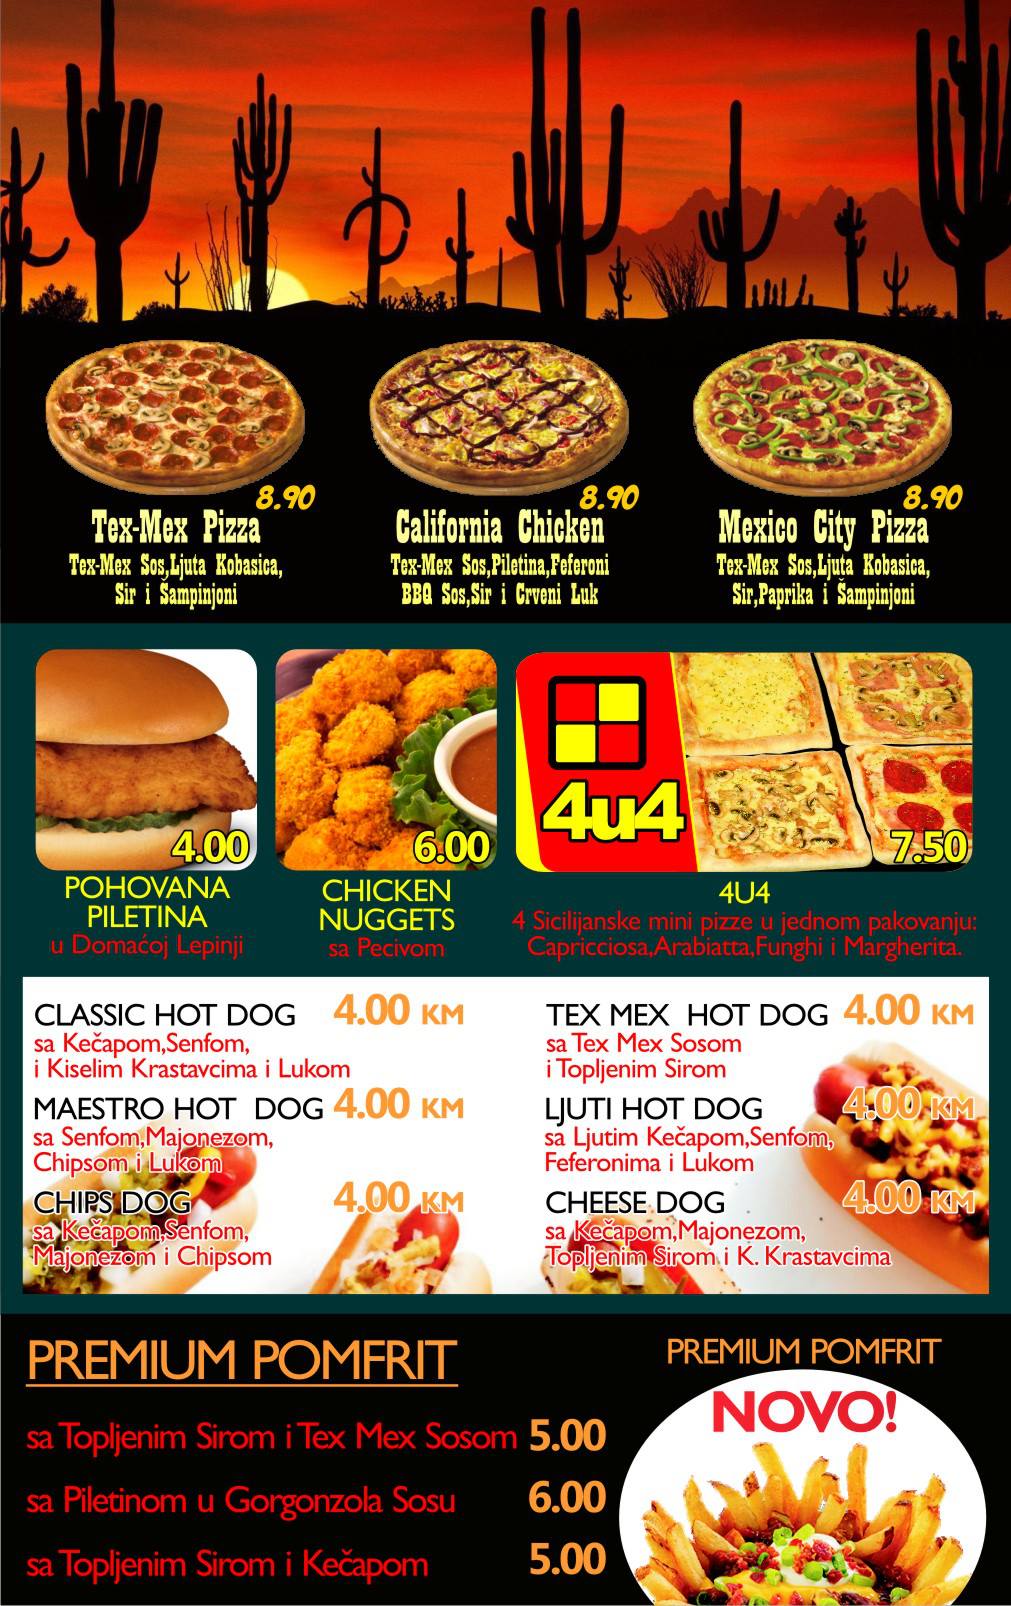 8.90
Tex-Mex Pizza
Tex-Mex Sos,Ljuta Kobasica,
Sir i Šampinjoni
8.90
California Chicken
Tex-Mex Sos,Piletina,Feferoni
BBQ Sos,Sir i Crveni Luk
8.90
Mexico City Pizza
Tex-Mex Sos,Ljuta Kobasica,
Sir,Paprika i Šampinjoni
4.00
POHOVANA
PILETINA
u Domaćoj Lepinji
6.00
CHICKEN
NUGGETS
sa Pecivom
4u4
7.50
4U4
4 Sicilijanske mini pizze u jednom pakovanju:
Capricciosa,Arabiatta,Funghi i Margherita.
CLASSIC HOT DOG 4.00 KM
sa Kečapom,Senfom,
i Kiselim Krastavcima i Lukom
MAESTRO HOT DOG 4.00 KM
sa Senfom,Majonezom,
Chipsom i Lukom
CHIPS DOG 4.00 KM
sa Kečapom,Senfom,
Majonezom i Chipsom
TEX MEX HOT DOG 4.00 KM
sa Tex Mex Sosom
i Topljenim Sirom
LJUTI HOT DOG 4.00 KM
sa Ljutim Kečapom,Senfom,
Feferonima i Lukom
CHEESE DOG 4.00 KM
sa Kečapom,Majonezom,
Topljenim Sirom i K. Krastavcima
PREMIUM POMFRIT
sa Topljenim Sirom i Tex Mex Sosom 5.00
sa Piletinom u Gorgonzola Sosu 6.00
sa Topljenim Sirom i Kečapom 5.00
PREMIUM POMFRIT
NOVO!